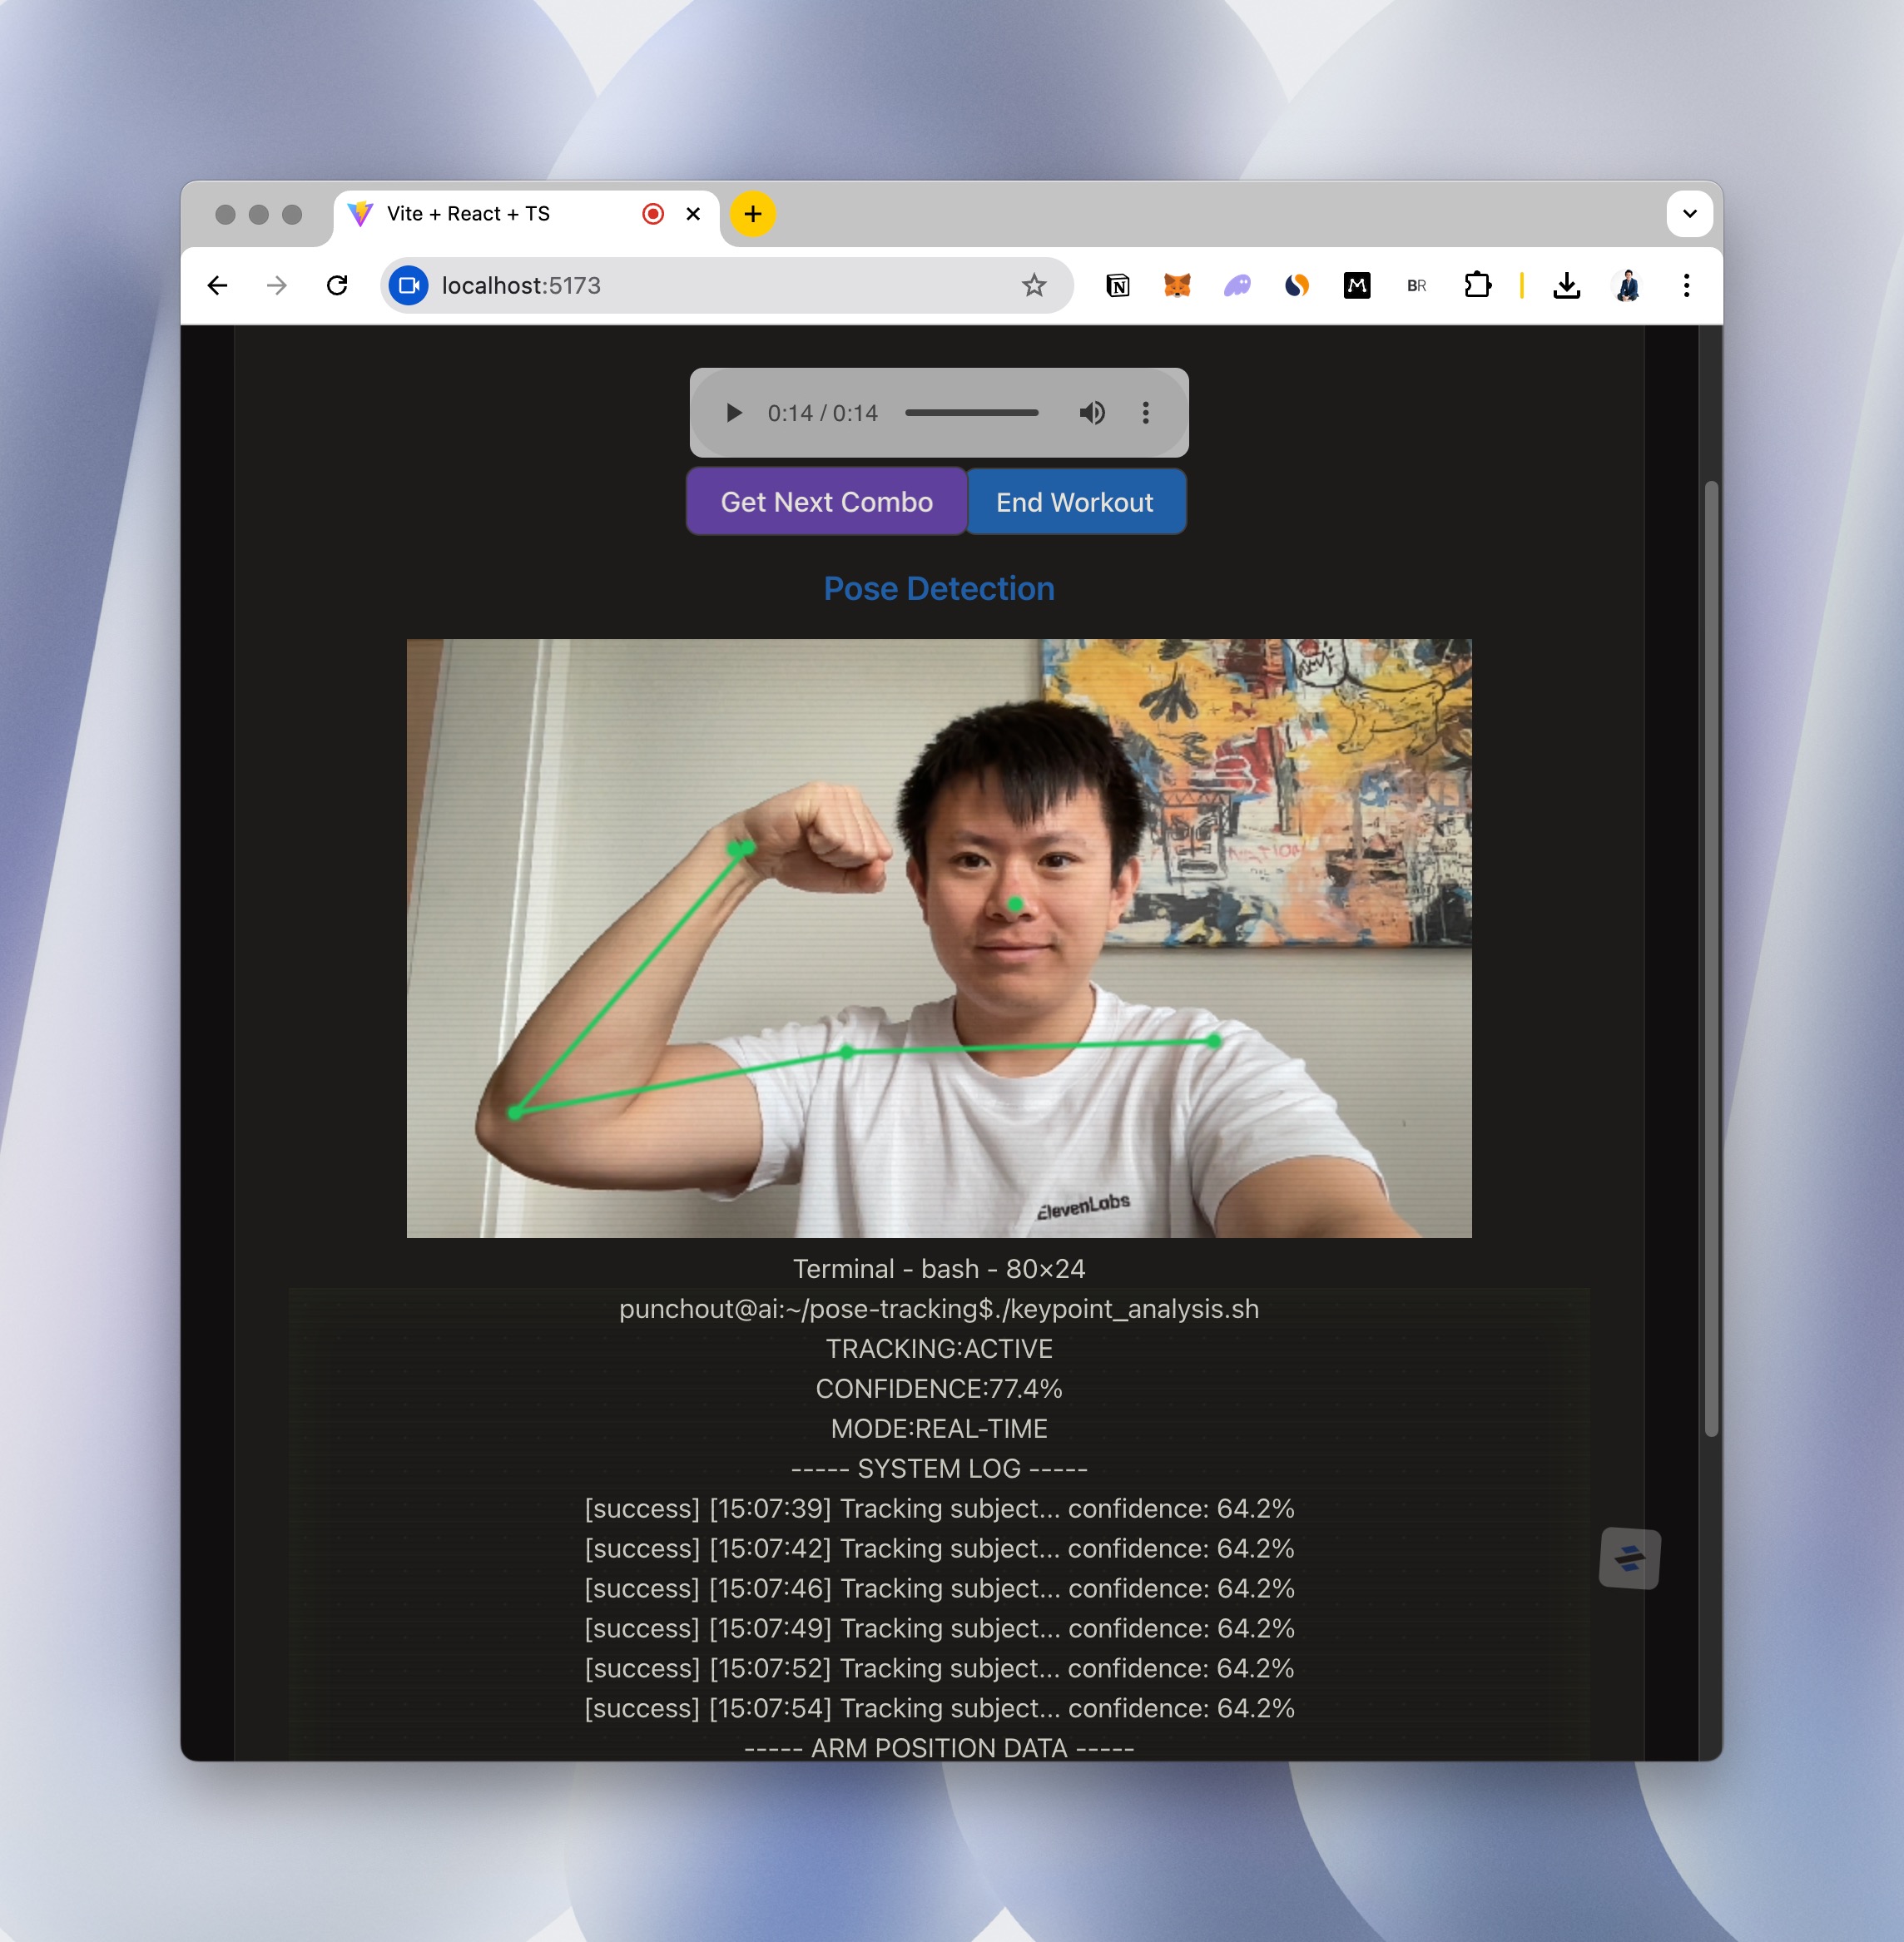 Vite + React + TS
localhost:5173
BR
0:14 / 0:14
Get Next Combo
End Workout
Pose Detection
ElevenLabs
Terminal - bash - 80×24
punchout@ai:~/pose-tracking$./keypoint_analysis.sh
TRACKING:ACTIVE
CONFIDENCE:77.4%
MODE:REAL-TIME
----- SYSTEM LOG -----
[success] [15:07:39] Tracking subject... confidence: 64.2%
[success] [15:07:42] Tracking subject... confidence: 64.2%
[success] [15:07:46] Tracking subject... confidence: 64.2%
[success] [15:07:49] Tracking subject... confidence: 64.2%
[success] [15:07:52] Tracking subject... confidence: 64.2%
[success] [15:07:54] Tracking subject... confidence: 64.2%
----- ARM POSITION DATA -----